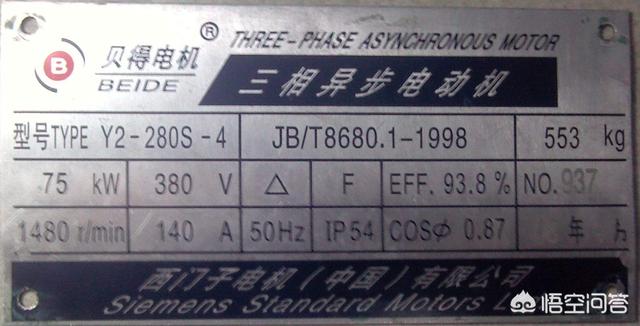 B 贝得电机 ® THREE-PHASE ASYNCHRONOUS MOTOR
BEIDE 三相异步电动机
型号TYPE Y2-280S-4 JB/T8680.1-1998 553 kg
75 kW 380 V △ F EFF. 93.8% NO. 937
1480 r/min 140 A 50Hz IP54 COSφ 0.87 年 月
西门子电机(中国)有限公司
Siemens Standard Motors
悟空问答